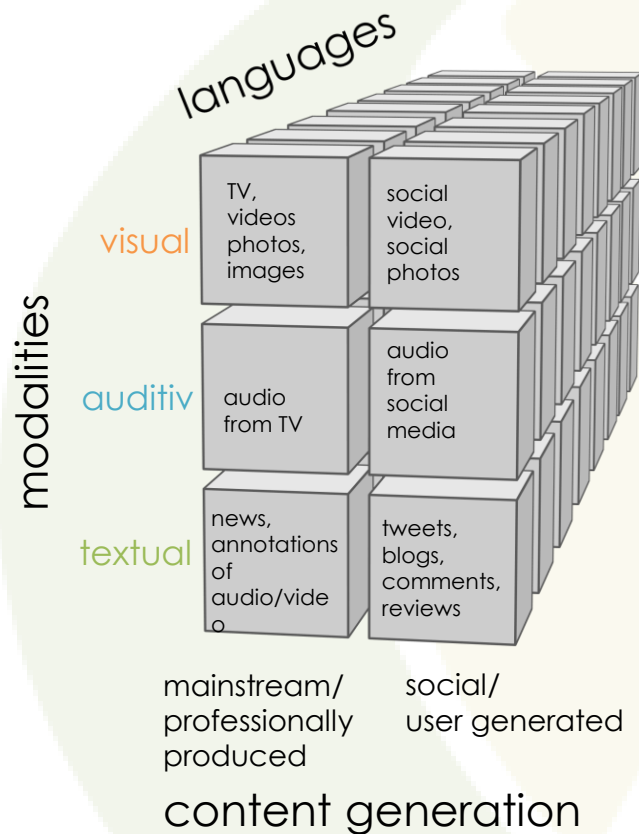 languages
modalities
visual
TV,
videos
photos,
images
social
video,
social
photos
auditiv
audio
from TV
audio
from
social
media
textual
news,
annotations
of
audio/vide
o
tweets,
blogs,
comments,
reviews
mainstream/
professionally
produced
social/
user generated
content generation